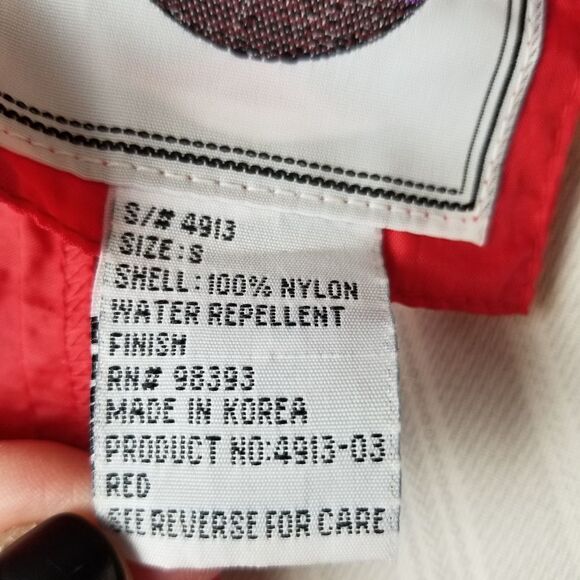 S/# 4913
SIZE: S
SHELL: 100% NYLON
WATER REPELLENT
FINISH
RN# 98393
MADE IN KOREA
PRODUCT NO: 4913-03
RED
SEE REVERSE FOR CARE